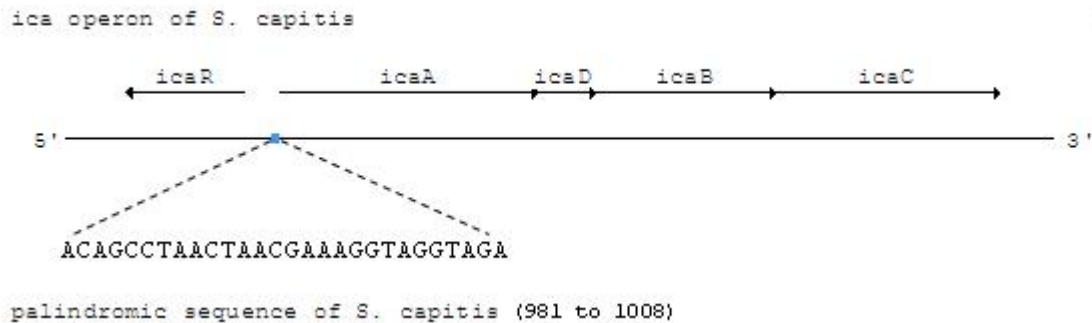 ica operon of S. capitis
icaR icaA icaD icaB icaC
5' 3'
ACAGCCTAACTAACGAAAGGTAGGTAGA
palindromic sequence of S. capitis (981 to 1008)